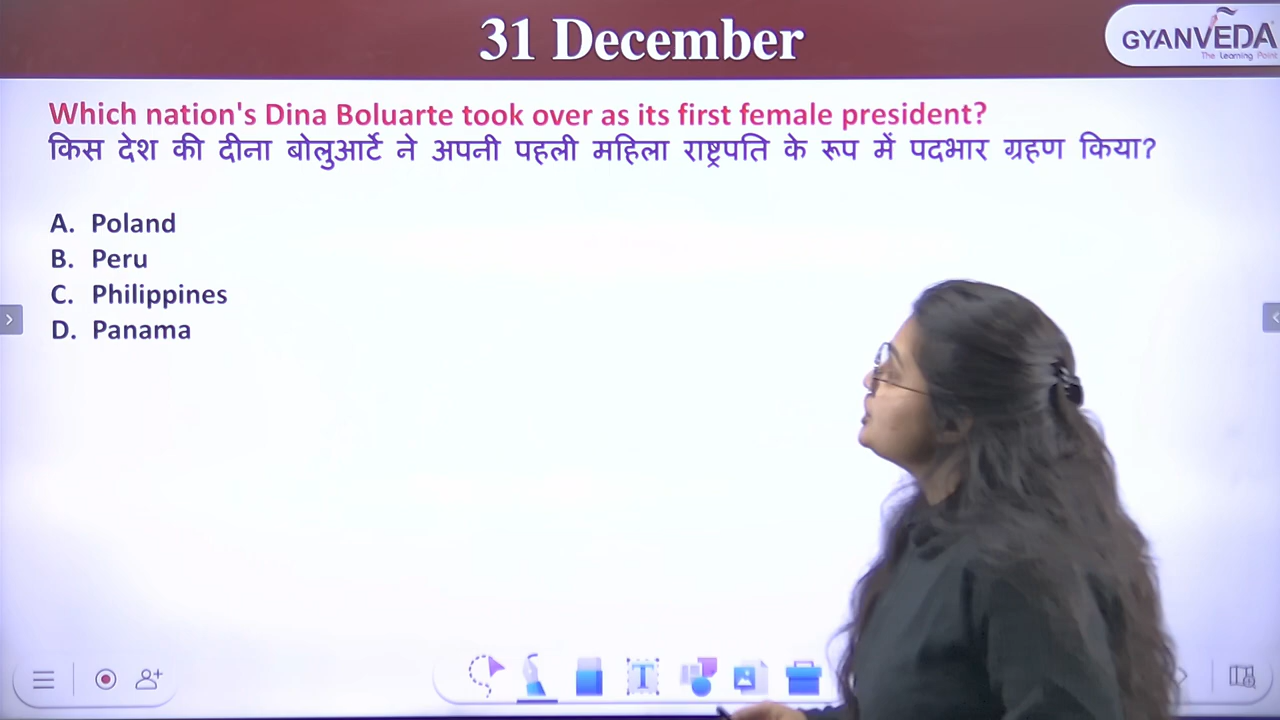 31 December
GYANVEDA
The Learning Point
Which nation's Dina Boluarte took over as its first female president?
किस देश की दीना बोलुआर्टे ने अपनी पहली महिला राष्ट्रपति के रूप में पदभार ग्रहण किया?
A. Poland
B. Peru
C. Philippines
D. Panama